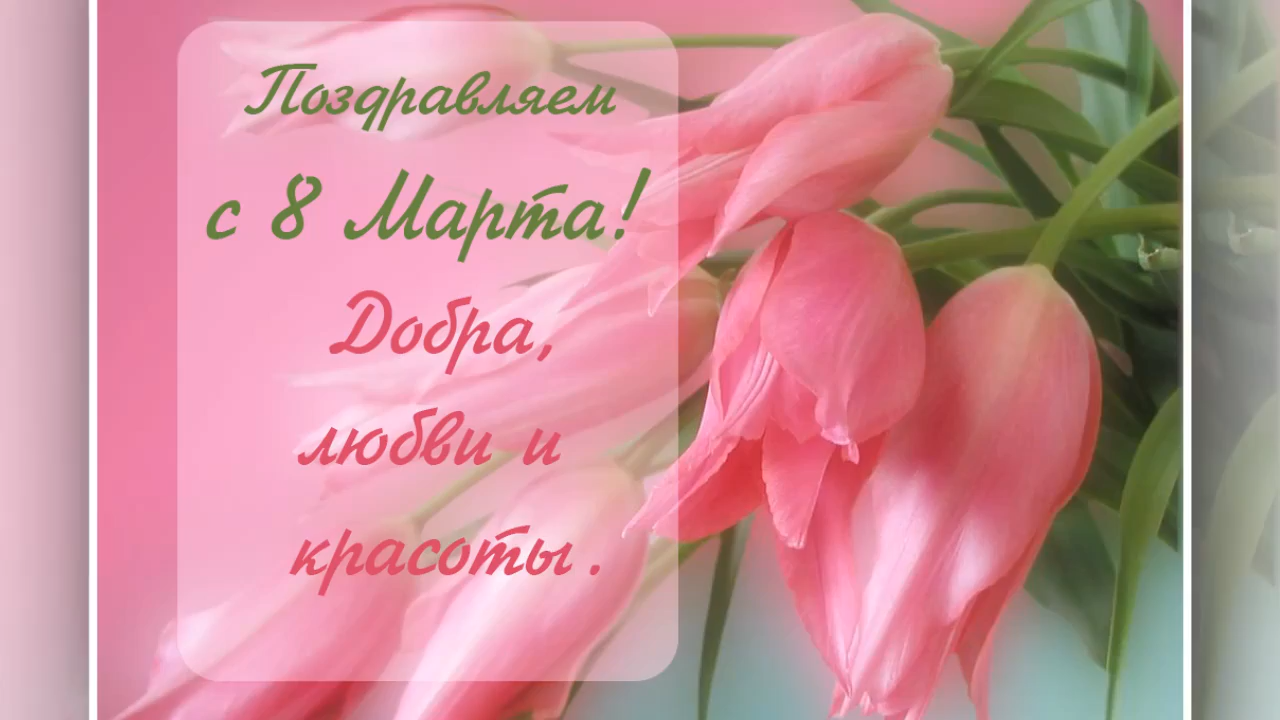 Поздравляем
с 8 Марта!
Добра,
любви и
красоты.